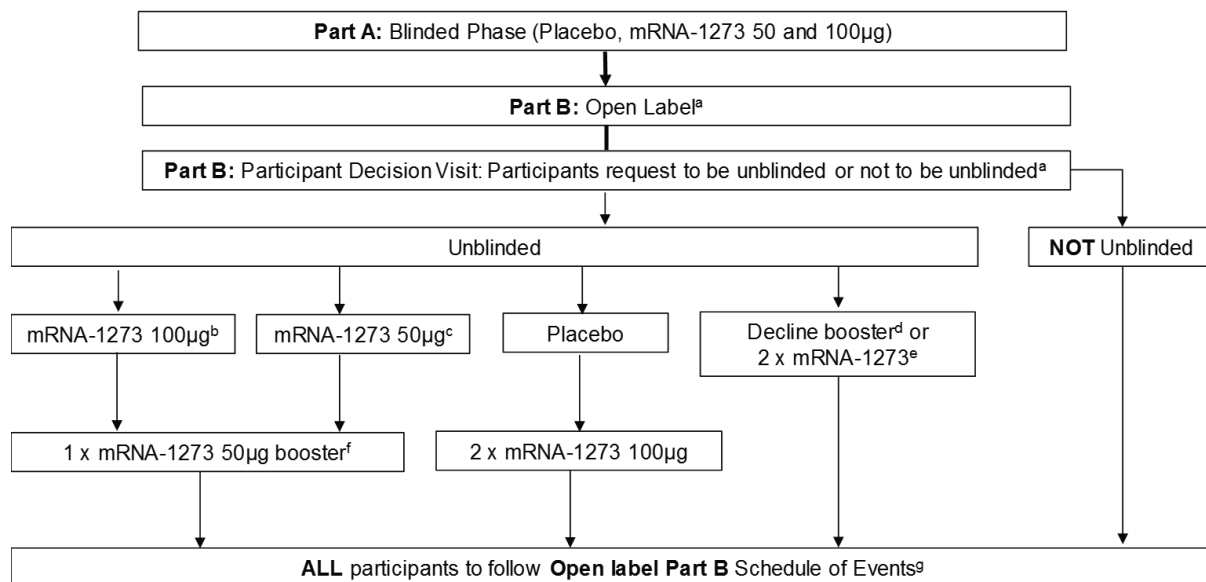 Part A: Blinded Phase (Placebo, mRNA-1273 50 and 100µg)
Part B: Open Labelᵃ
Part B: Participant Decision Visit: Participants request to be unblinded or not to be unblindedᵃ
Unblinded
NOT Unblinded
mRNA-1273 100µgᵇ
mRNA-1273 50µgᶜ
Placebo
Decline boosterᵈ or
2 x mRNA-1273ᵉ
1 x mRNA-1273 50µg boosterᶠ
2 x mRNA-1273 100µg
ALL participants to follow Open label Part B Schedule of Eventsᵍ